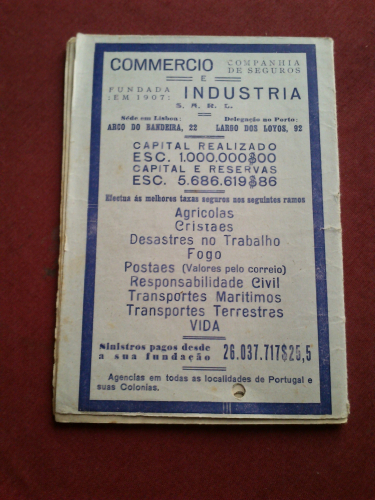 COMMERCIO COMPANHIA DE SEGUROS
E
FUNDADA :EM 1907: INDUSTRIA
S. A. R. L.
Séde em Lisboa: Delegação no Porto:
ARCO DO BANDEIRA, 22 LARGO DOS LOYOS, 92
CAPITAL REALIZADO
ESC. 1.000.000$00
CAPITAL E RESERVAS
ESC. 5.686.619$86
Efectua ás melhores taxas seguros nos seguintes ramos
Agricolas
Cristaes
Desastres no Trabalho
Fogo
Postaes (Valores pelo correio)
Responsabilidade Civil
Transportes Maritimos
Transportes Terrestres
VIDA
Sinistros pagos desde a sua fundação 26.037.717$25,5
Agencias em todas as localidades de Portugal e
suas Colonias.